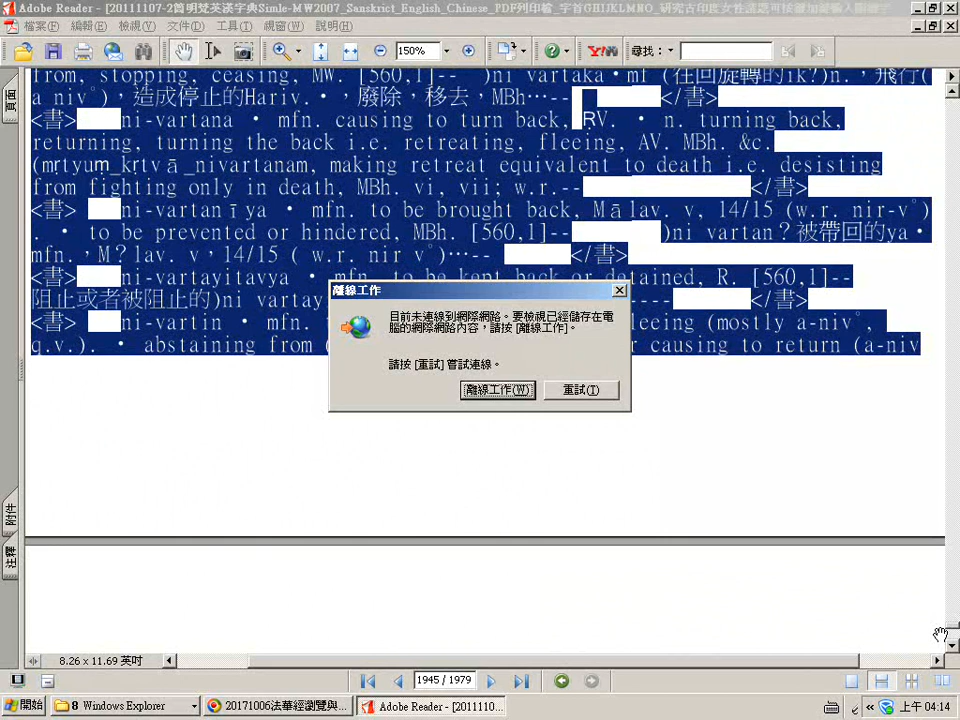 Adobe Reader - [20111107-2簡明梵英漢字典Simle-MW2007_Sanskrict_English_Chinese_PDF列印輸_字首GHIJKLMNO_研究古印度女性
檔案(F) 編輯(E) 檢視(V) 文件(D) 工具(T) 視窗(W) 說明(H)
150% 尋找：
頁面
from, stopping, ceasing, MW. [560,1]-- )ni vartaka‧mf (在回旋轉的ik?)n.，飛行(
a niv˚)，造成停止的Hariv.‧，廢除，移去，MBh…-- </書>
<書> ni-vartana ‧ mfn. causing to turn back, ṚV. ‧ n. turning back,
returning, turning the back i.e. retreating, fleeing, AV. MBh. &c.
(mṛtyuṃ_kṛtvā_nivartanam, making retreat equivalent to death i.e. desisting
from fighting only in death, MBh. vi, vii; w.r.-- </書>
<書> ni-vartanīya ‧ mfn. to be brought back, Mālav. v, 14/15 (w.r. nir-v˚)
. ‧ to be prevented or hindered, MBh. [560,1]-- )ni vartan？被帶回的ya‧
mfn.，M？lav. v，14/15 ( w.r. nir v˚)…-- </書>
<書> ni-vartayitavya ‧ mfn. to be kept back or detained, R. [560,1]--
阻止或者被阻止的)ni vartay -- </書>
<書> ni-vartin ‧ mfn. leeing (mostly a-niv˚,
q.v.). ‧ abstaining from ( r causing to return (a-niv
離線工作
目前未連線到網際網路。要檢視已經儲存在電
腦的網際網路內容，請按 [離線工作]。
請按 [重試] 嘗試連線。
離線工作(W) 重試(I)
附件
注釋
8.26 x 11.69 英吋
1945 / 1979
開始 8 Windows Explorer 20171006法華經瀏覽與... Adobe Reader - [2011110... 上午 04:14